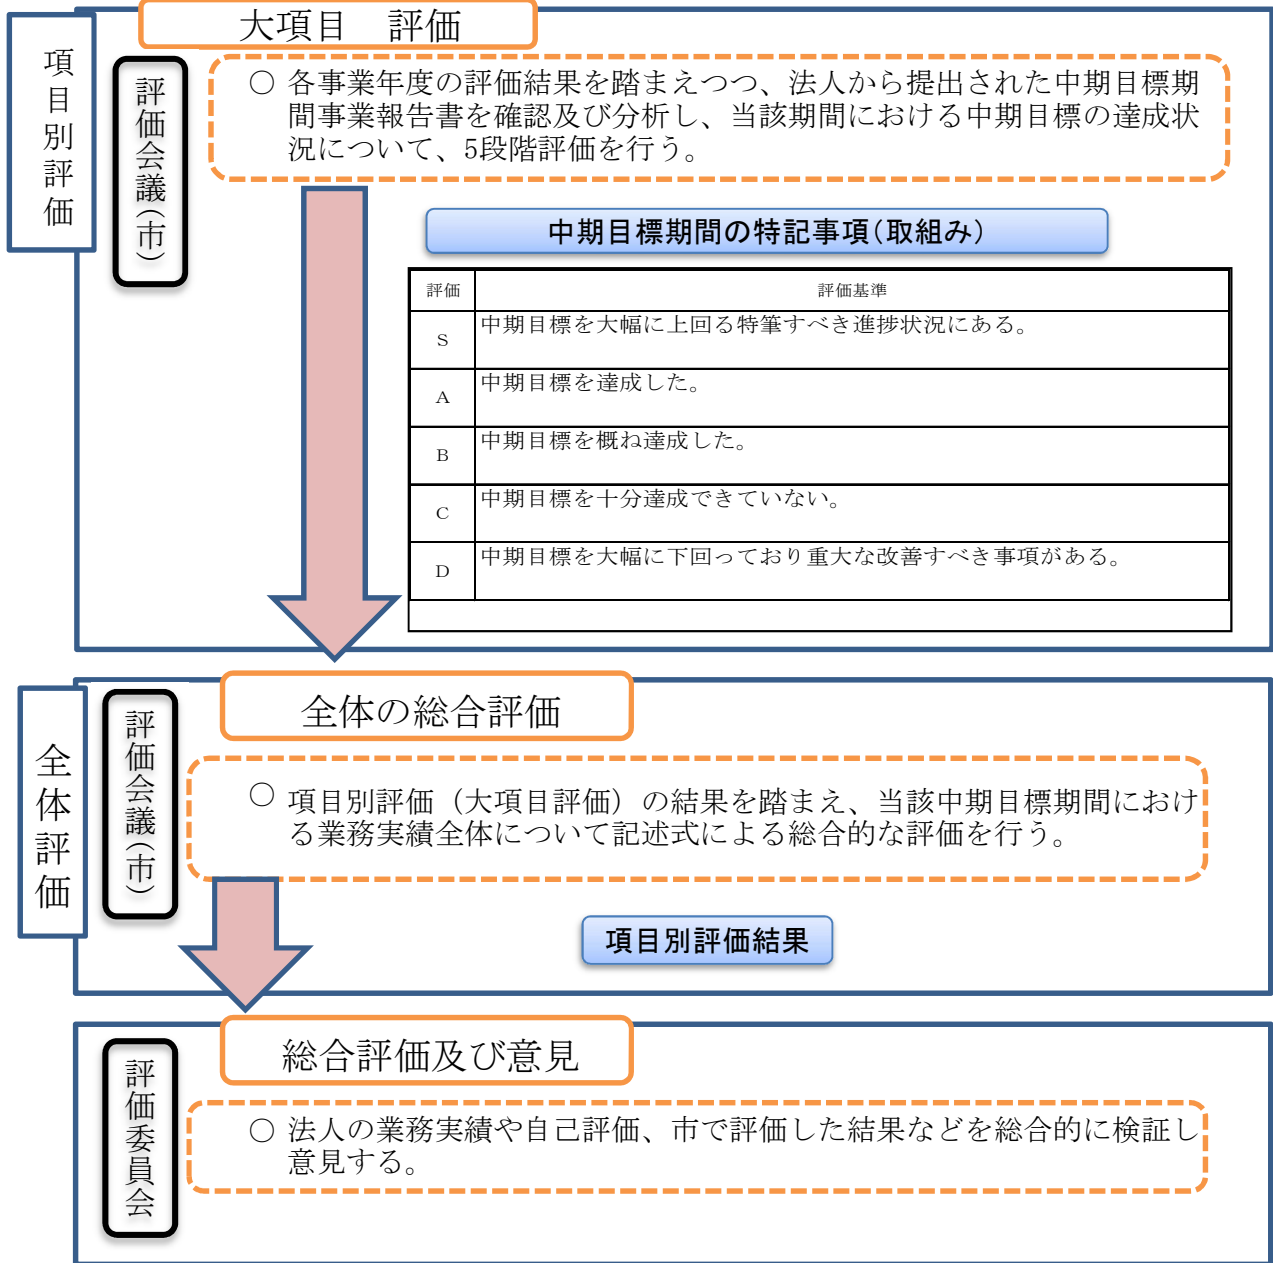 項目別評価
大項目　評価
評価会議(市)
○ 各事業年度の評価結果を踏まえつつ、法人から提出された中期目標期
間事業報告書を確認及び分析し、当該期間における中期目標の達成状
況について、5段階評価を行う。
中期目標期間の特記事項(取組み)
評価 評価基準
S 中期目標を大幅に上回る特筆すべき進捗状況にある。
A 中期目標を達成した。
B 中期目標を概ね達成した。
C 中期目標を十分達成できていない。
D 中期目標を大幅に下回っており重大な改善すべき事項がある。
全体評価
全体の総合評価
評価会議(市)
○ 項目別評価（大項目評価）の結果を踏まえ、当該中期目標期間におけ
る業務実績全体について記述式による総合的な評価を行う。
項目別評価結果
総合評価及び意見
評価委員会
○ 法人の業務実績や自己評価、市で評価した結果などを総合的に検証し
意見する。